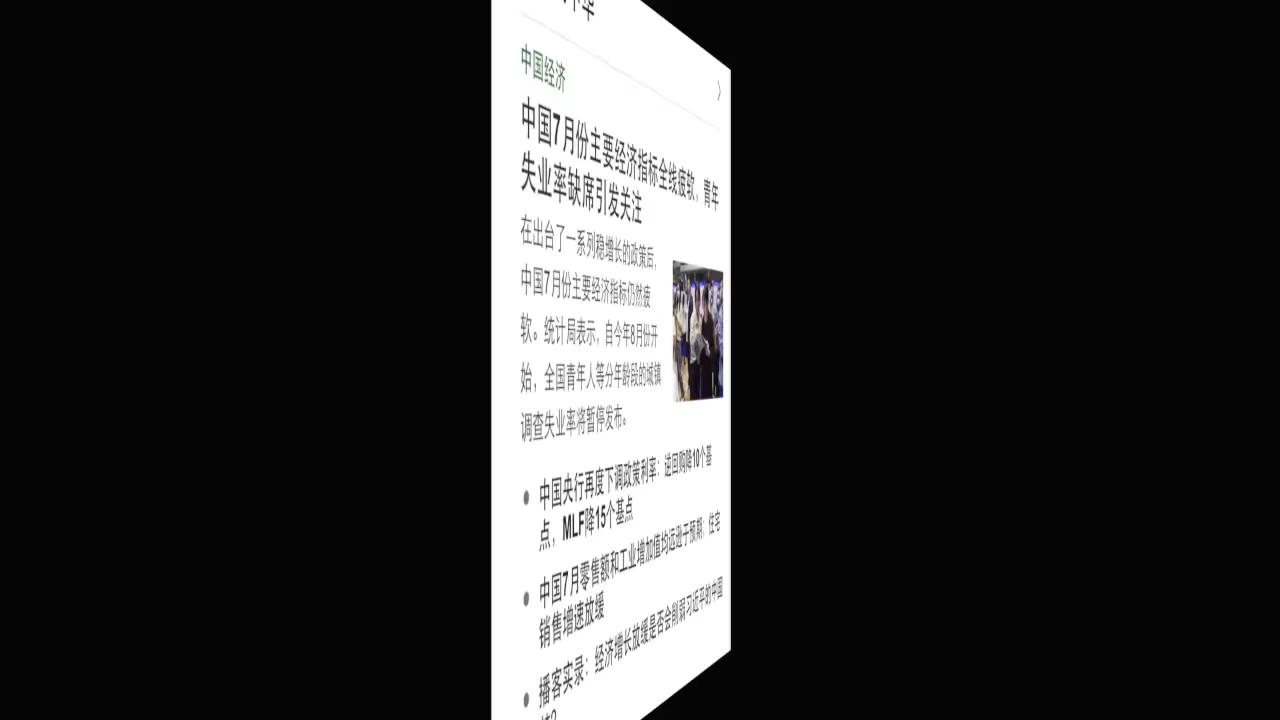 中国经济
中国7月份主要经济指标全线疲软，青年
失业率缺席引发关注
在出台了一系列稳增长的政策后，
中国7月份主要经济指标仍然疲
软。统计局表示，自今年8月份开
始，全国青年人等分年龄段的城镇
调查失业率将暂停发布。
中国央行再度下调政策利率：逆回购降10个基
点，MLF降15个基点
中国7月零售额和工业增加值均远逊于预期；住宅
销售增速放缓
播客实录：经济增长放缓是否会削弱习近平的中国